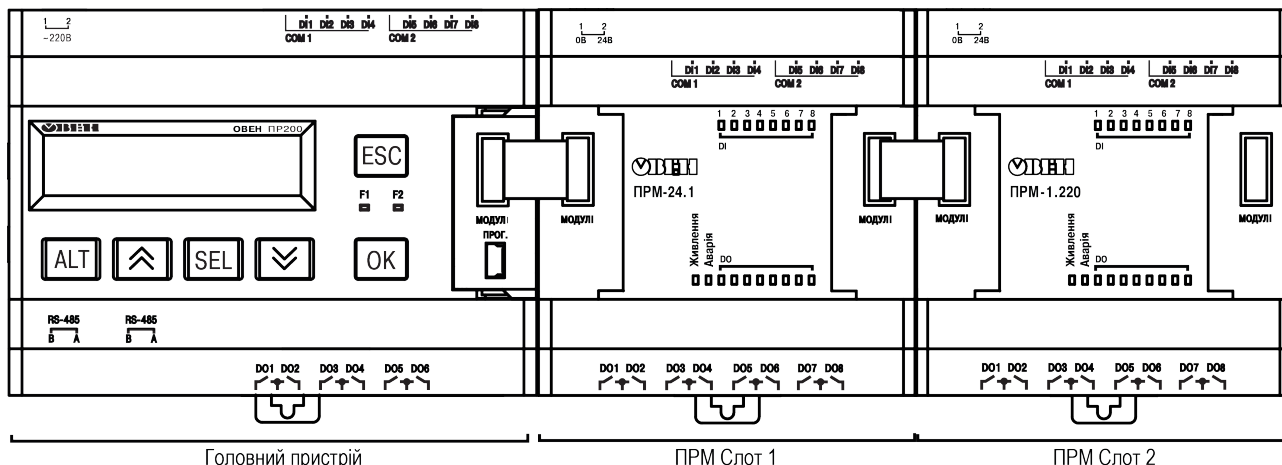 1 2
~220В
DI1 DI2 DI3 DI4 DI5 DI6 DI7 DI8
COM 1 COM 2
1 2
0В 24В
DI1 DI2 DI3 DI4 DI5 DI6 DI7 DI8
COM 1 COM 2
1 2
0В 24В
DI1 DI2 DI3 DI4 DI5 DI6 DI7 DI8
COM 1 COM 2
ОВЕН ОВЕН ПР200
ESC
F1 F2
ALT SEL OK
МОДУЛІ
ПРОГ.
RS-485 RS-485
B A B A
DO1 DO2 DO3 DO4 DO5 DO6
МОДУЛІ
1 2 3 4 5 6 7 8
DI
ОВЕН
ПРМ-24.1
Живлення
Аварія
DO
МОДУЛІ
DO1 DO2 DO3 DO4 DO5 DO6 DO7 DO8
МОДУЛІ
1 2 3 4 5 6 7 8
DI
ОВЕН
ПРМ-1.220
Живлення
Аварія
DO
МОДУЛІ
DO1 DO2 DO3 DO4 DO5 DO6 DO7 DO8
Головний пристрій
ПРМ Слот 1
ПРМ Слот 2